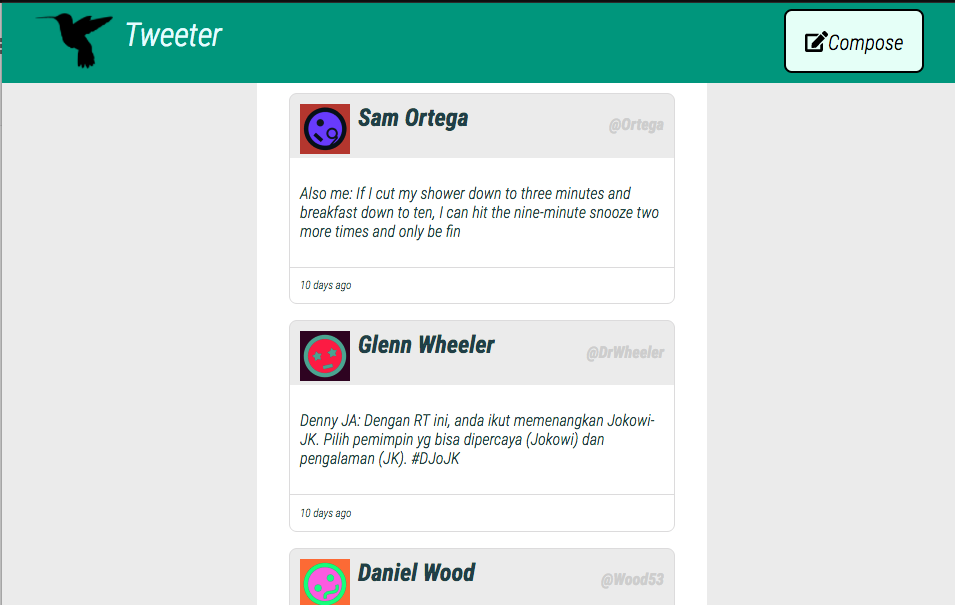 Tweeter
Compose
Sam Ortega
@Ortega
Also me: If I cut my shower down to three minutes and
breakfast down to ten, I can hit the nine-minute snooze two
more times and only be fin
10 days ago
Glenn Wheeler
@DrWheeler
Denny JA: Dengan RT ini, anda ikut memenangkan Jokowi-
JK. Pilih pemimpin yg bisa dipercaya (Jokowi) dan
pengalaman (JK). #DJoJK
10 days ago
Daniel Wood
@Wood53